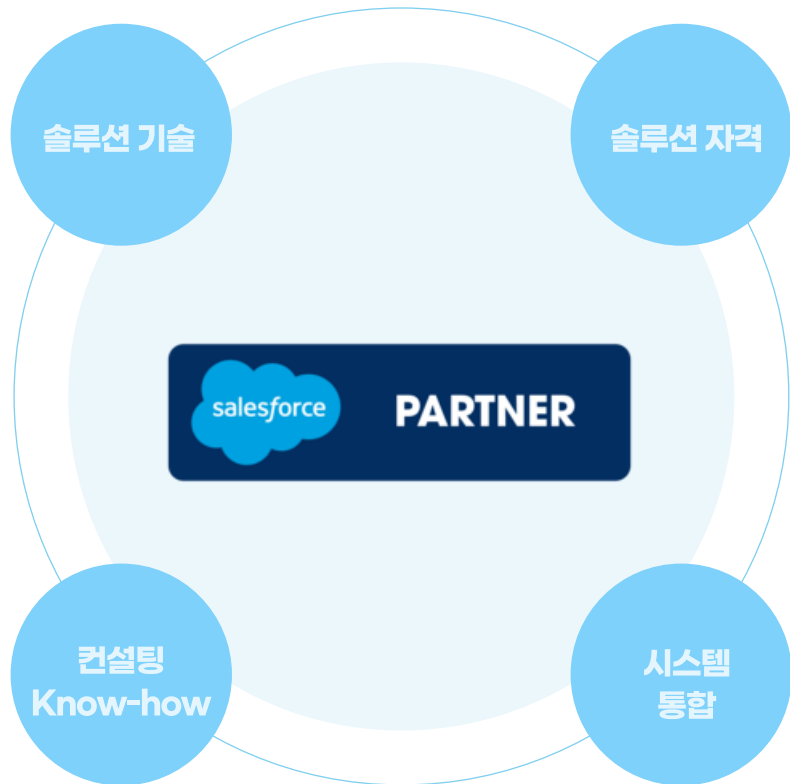 솔루션 기술
솔루션 자격
salesforce
PARTNER
컨설팅
Know-how
시스템
통합